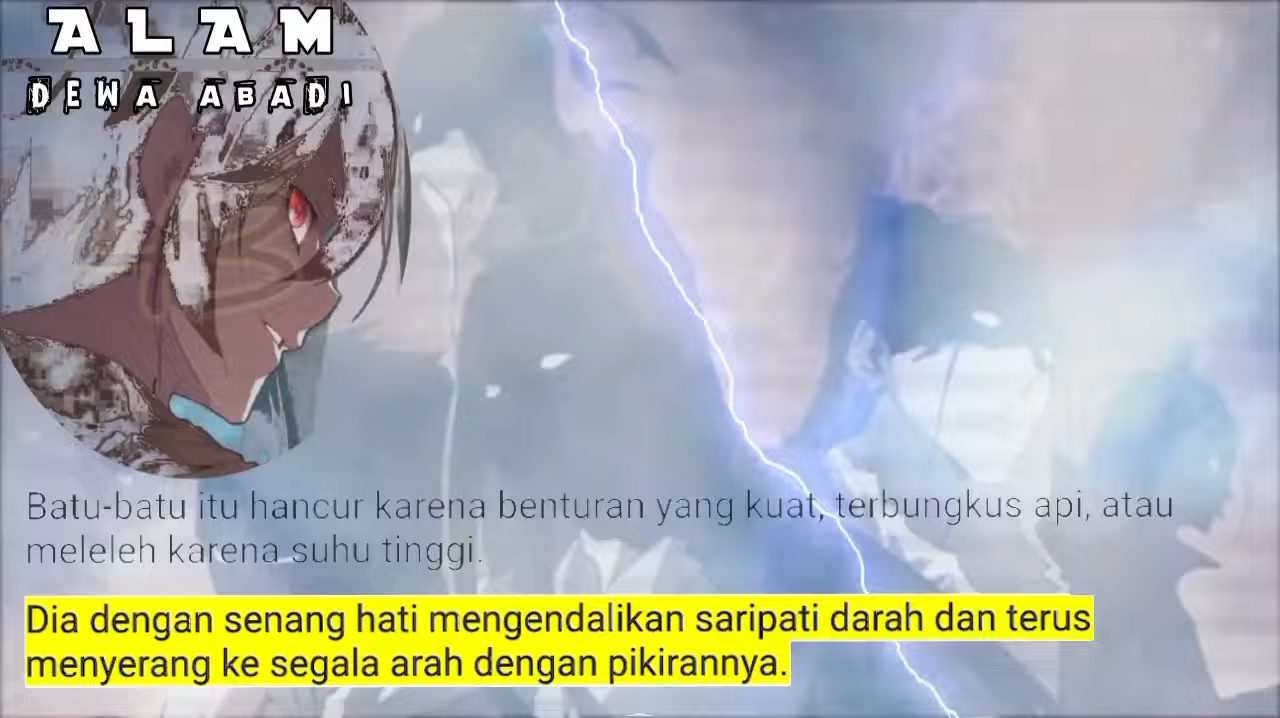 ALAM
DEWA ABADI
Batu-batu itu hancur karena benturan yang kuat, terbungkus api, atau
meleleh karena suhu tinggi.
Dia dengan senang hati mengendalikan saripati darah dan terus
menyerang ke segala arah dengan pikirannya.